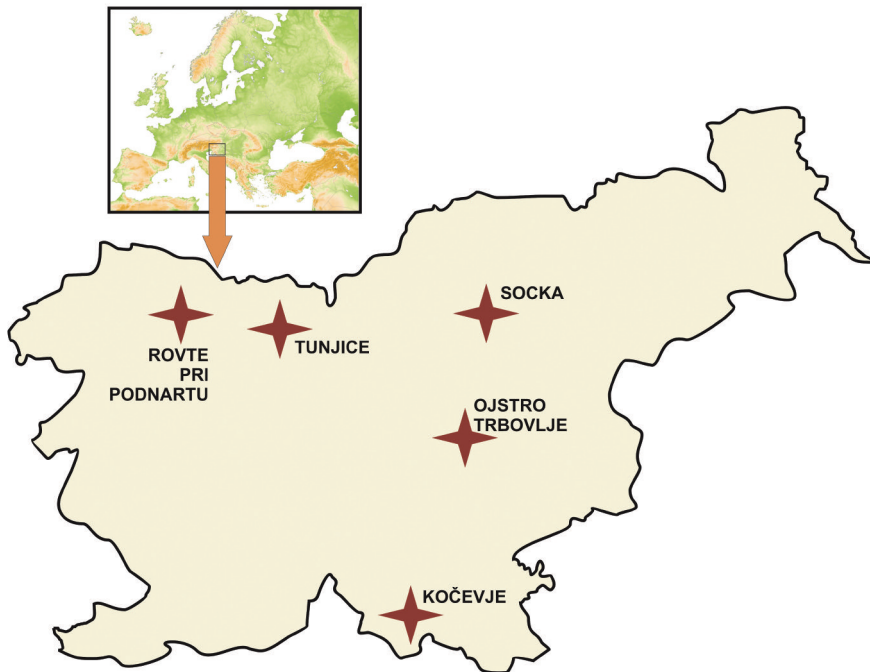 SOCKA
ROVTE
PRI
PODNARTU
TUNJICE
OJSTRO
TRBOVLJE
KOČEVJE